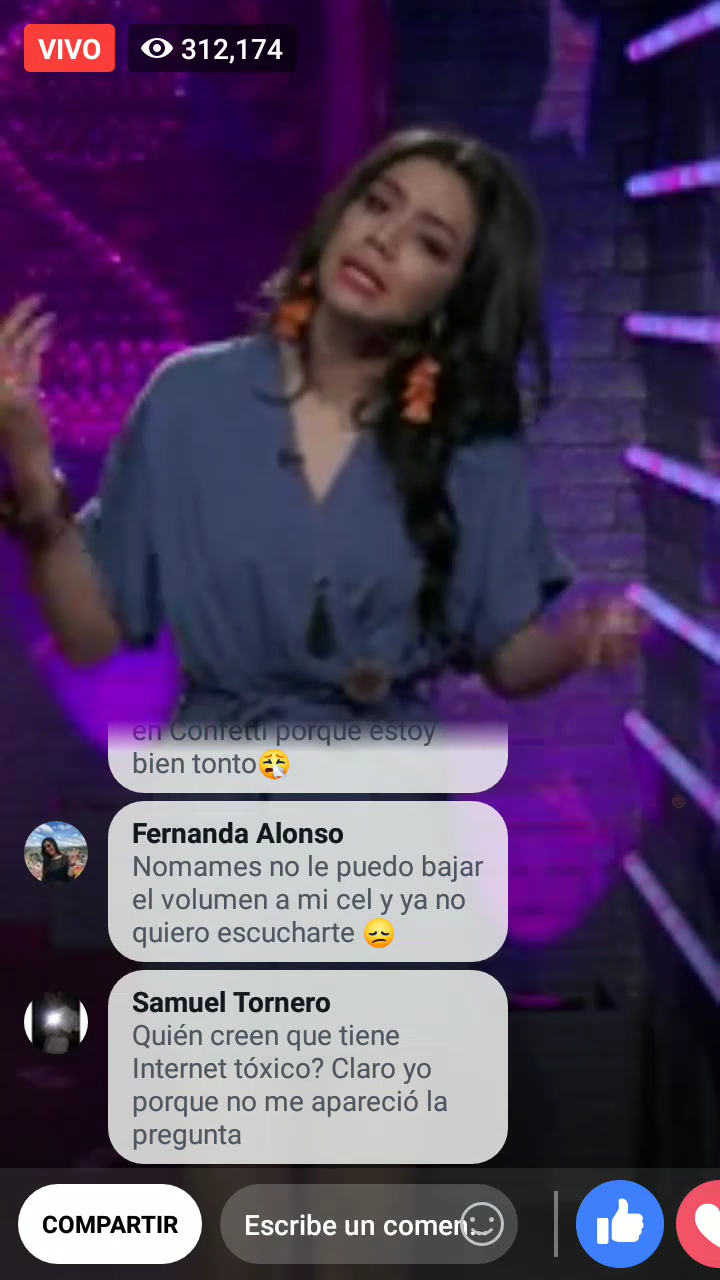 VIVO 312,174
en Confetti porque estoy
bien tonto🤧
Fernanda Alonso
Nomames no le puedo bajar
el volumen a mi cel y ya no
quiero escucharte 😞
Samuel Tornero
Quién creen que tiene
Internet tóxico? Claro yo
porque no me apareció la
pregunta
COMPARTIR Escribe un comen.